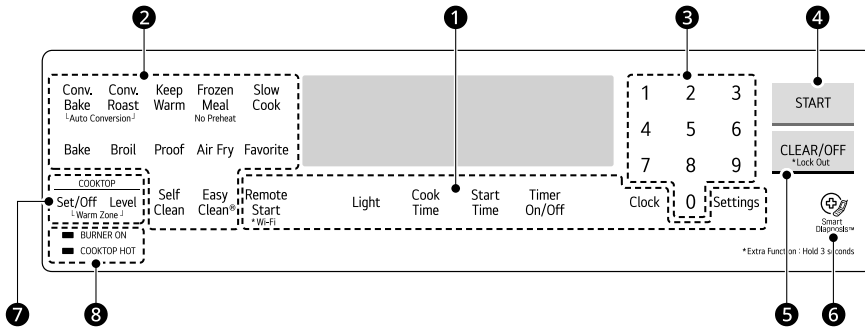 2 1 3 4
Conv. Conv. Keep Frozen Slow
Bake Roast Warm Meal Cook
└Auto Conversion┘ No Preheat
1 2 3
START
4 5 6
Bake Broil Proof Air Fry Favorite
CLEAR/OFF
*Lock Out
7 8 9
COOKTOP
Set/Off Level
└Warm Zone┘
Self Easy Remote Light Cook Start Timer Clock 0 Settings
Clean Clean® Start Time Time On/Off
*Wi-Fi
BURNER ON
COOKTOP HOT
Smart
Diagnosis™
*Extra Function : Hold 3 seconds
7 8 5 6